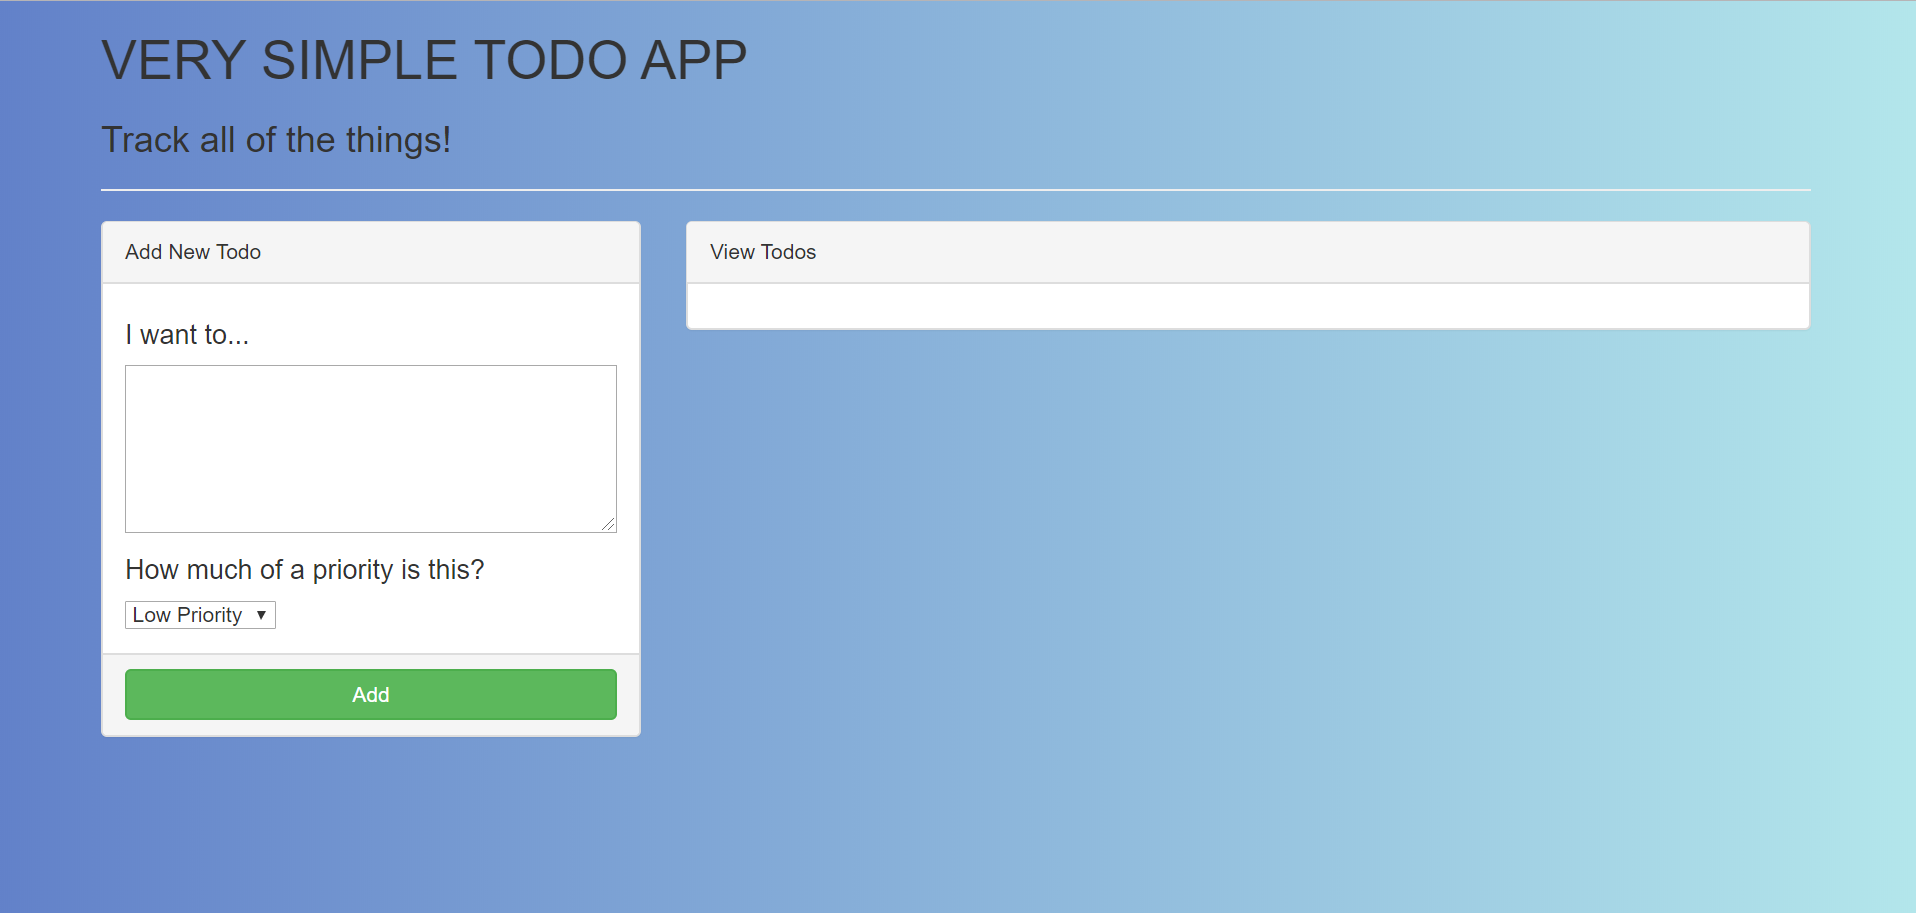 VERY SIMPLE TODO APP
Track all of the things!
Add New Todo
I want to...
How much of a priority is this?
Low Priority
Add
View Todos